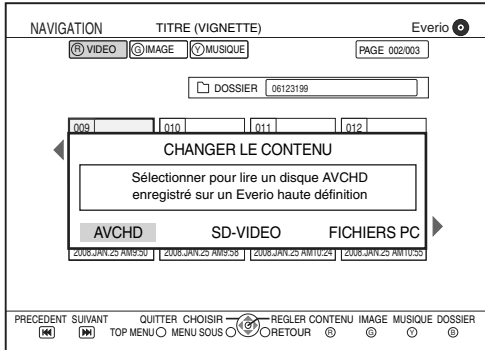 NAVIGATION TITRE (VIGNETTE) Everio
R VIDEO G IMAGE Y MUSIQUE PAGE 002/003
DOSSIER 06123199
009 010 011 012
CHANGER LE CONTENU
Sélectionner pour lire un disque AVCHD
enregistré sur un Everio haute définition
AVCHD SD-VIDEO FICHIERS PC
2008.JAN.25 AM9:50 2008.JAN.25 AM9:58 2008.JAN.25 AM10:24 2008.JAN.25 AM10:55
PRECEDENT SUIVANT QUITTER CHOISIR REGLER CONTENU IMAGE MUSIQUE DOSSIER
TOP MENU MENU SOUS RETOUR R G Y B